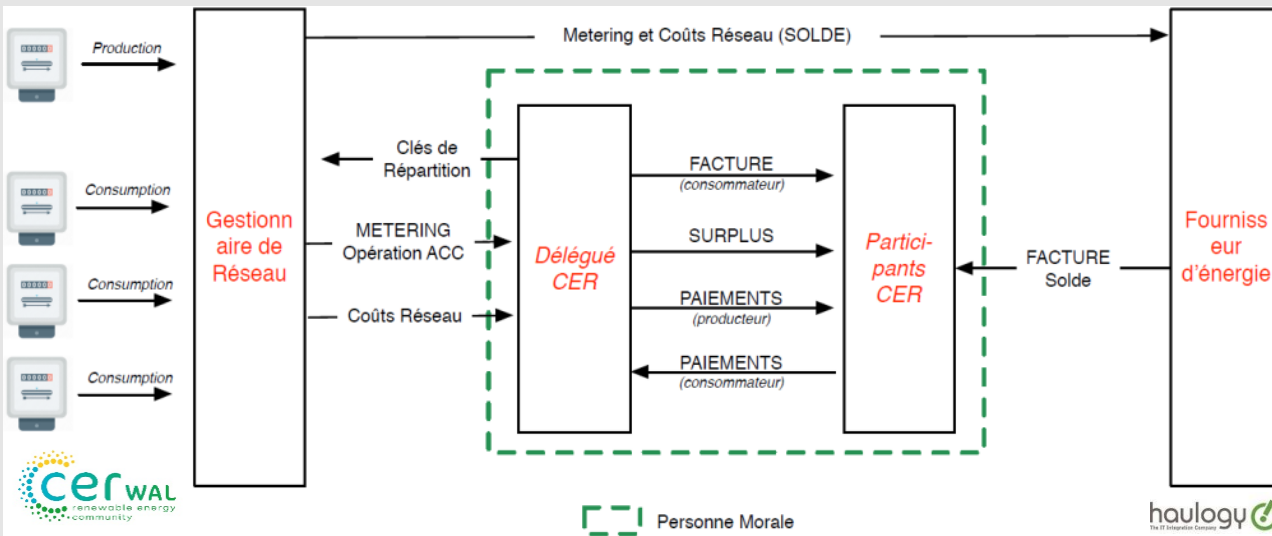 Production
Consumption
Consumption
Consumption
Gestionn
aire de
Réseau
Metering et Coûts Réseau (SOLDE)
Clés de
Répartition
METERING
Opération ACC
Coûts Réseau
Délégué
CER
FACTURE
(consommateur)
SURPLUS
PAIEMENTS
(producteur)
PAIEMENTS
(consommateur)
Partici-
pants
CER
FACTURE
Solde
Fourniss
eur
d'énergie
cer WAL
renewable energy
community
Personne Morale
haulogy
The IT Integration Company